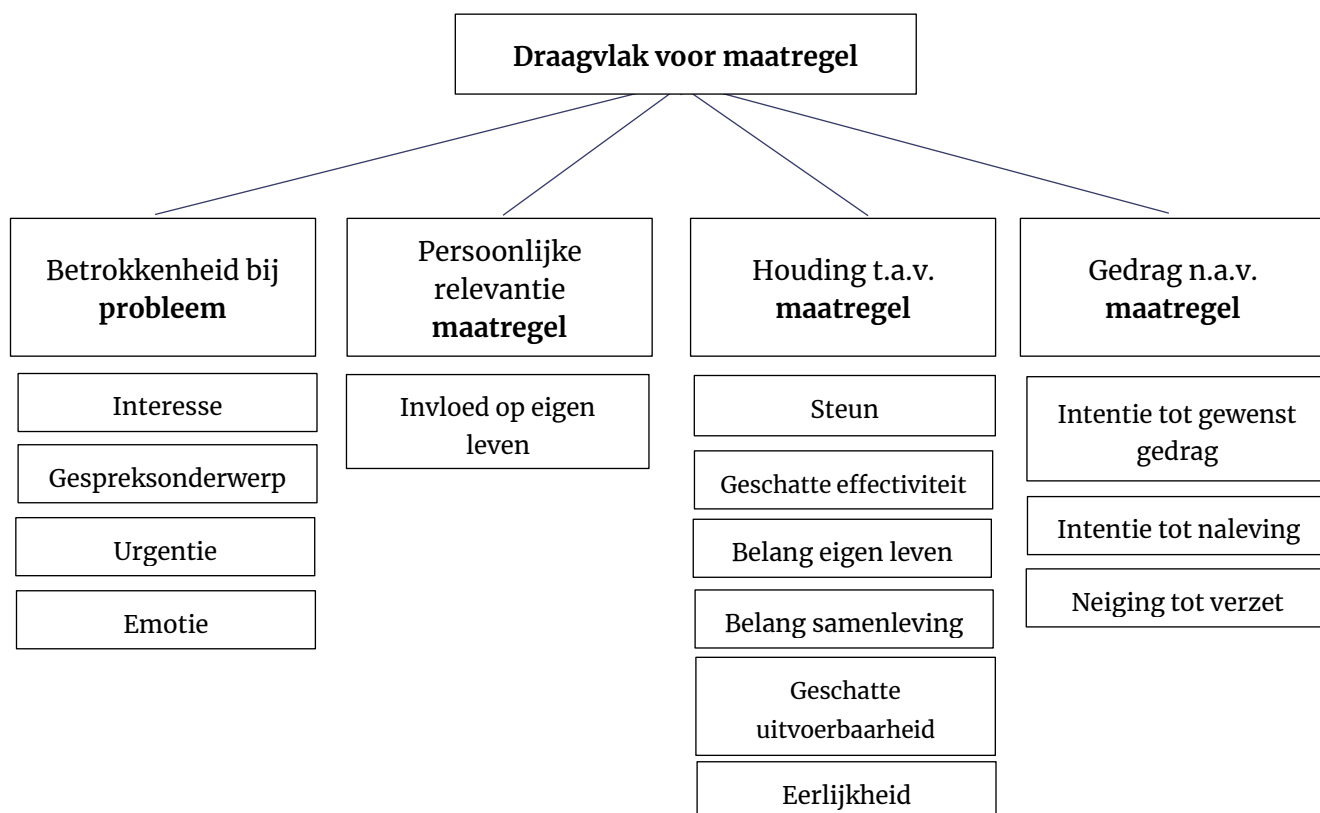 Draagvlak voor maatregel
Betrokkenheid bij
probleem
Interesse
Gespreksonderwerp
Urgentie
Emotie
Persoonlijke
relevantie
maatregel
Invloed op eigen
leven
Houding t.a.v.
maatregel
Steun
Geschatte effectiviteit
Belang eigen leven
Belang samenleving
Geschatte
uitvoerbaarheid
Eerlijkheid
Gedrag n.a.v.
maatregel
Intentie tot gewenst
gedrag
Intentie tot naleving
Neiging tot verzet